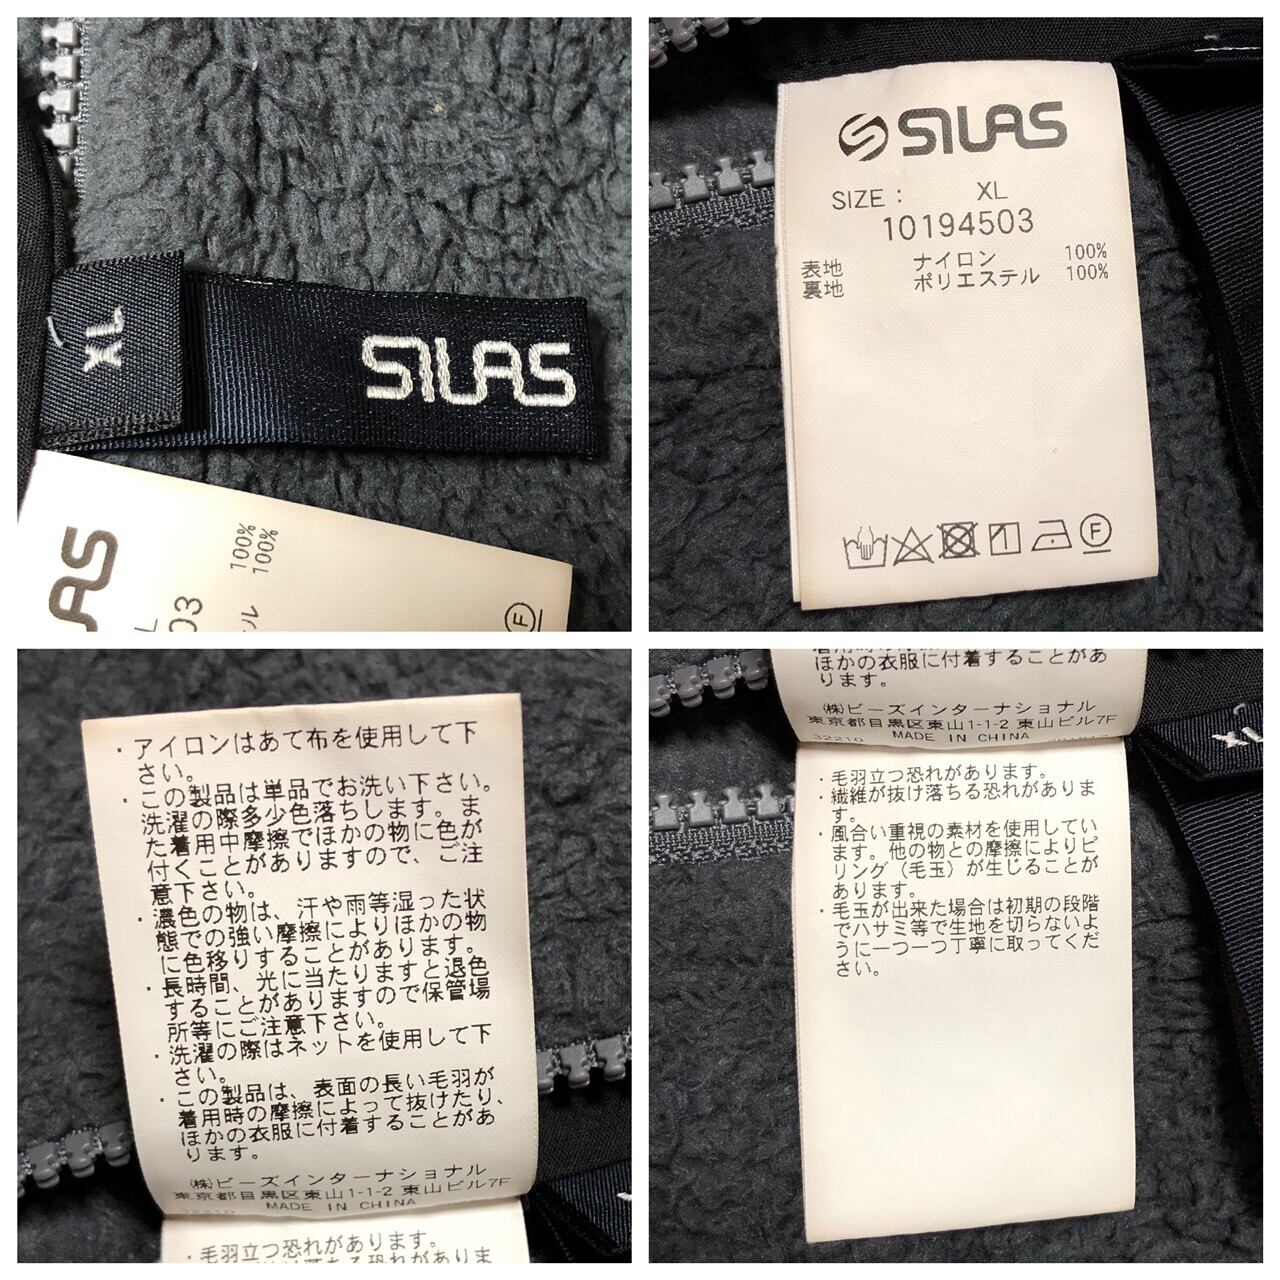 XL
SILAS
AS
100%
100%
F
SILAS
SIZE : XL
10194503
表地 ナイロン 100%
裏地 ポリエステル 100%
F
・アイロンはあて布を使用して下
さい。
・この製品は単品でお洗い下さい。
洗濯の際多少色落ちします。ま
た着用中摩擦でほかの物に色が
付くことがありますので、ご注
意下さい。
・濃色の物は、汗や雨等湿った状
態での強い摩擦によりほかの物
に色移りすることがあります。
・長時間、光に当たりますと退色
することがありますので保管場
所等にご注意下さい。
・洗濯の際はネットを使用して下
さい。
・この製品は、表面の長い毛羽が
着用時の摩擦によって抜けたり、
ほかの衣服に付着することがあ
ります。
㈱ビーズインターナショナル
東京都目黒区東山1-1-2 東山ビル7F
MADE IN CHINA
・毛羽立つ恐れがあります。
ほかの衣服に付着することがあ
ります。
㈱ビーズインターナショナル
東京都目黒区東山1-1-2 東山ビル7F
32210 MADE IN CHINA
XL
・毛羽立つ恐れがあります。
・繊維が抜け落ちる恐れがありま
す。
・風合い重視の素材を使用してい
ます。他の物との摩擦によりピ
リング（毛玉）が生じることが
あります。
・毛玉が出来た場合は初期の段階
でハサミ等で生地を切らないよ
うに一つ一つ丁寧に取ってくだ
さい。